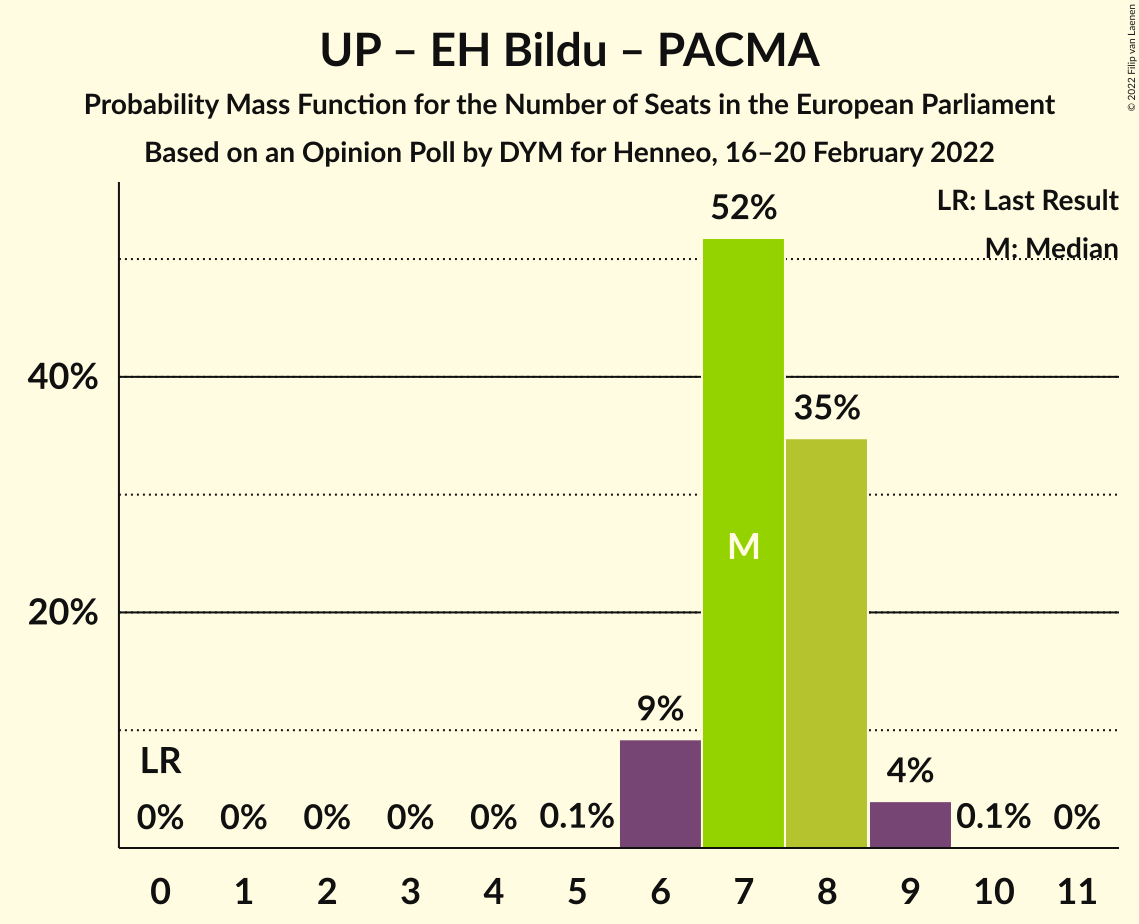 UP – EH Bildu – PACMA
Probability Mass Function for the Number of Seats in the European Parliament
Based on an Opinion Poll by DYM for Henneo, 16–20 February 2022
© 2022 Filip van Laenen
LR: Last Result
M: Median
52%
40%
35%
M
20%
9%
LR
4%
0% 0% 0% 0% 0% 0.1% 0.1% 0%
0 1 2 3 4 5 6 7 8 9 10 11